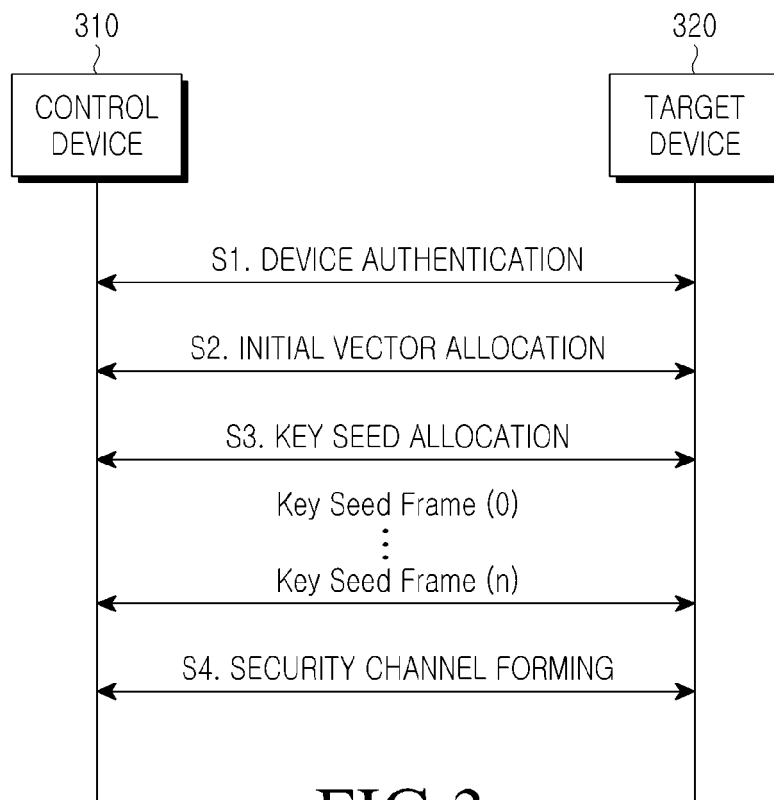 310
320
CONTROL
DEVICE
TARGET
DEVICE
S1. DEVICE AUTHENTICATION
S2. INITIAL VECTOR ALLOCATION
S3. KEY SEED ALLOCATION
Key Seed Frame (0)
Key Seed Frame (n)
S4. SECURITY CHANNEL FORMING